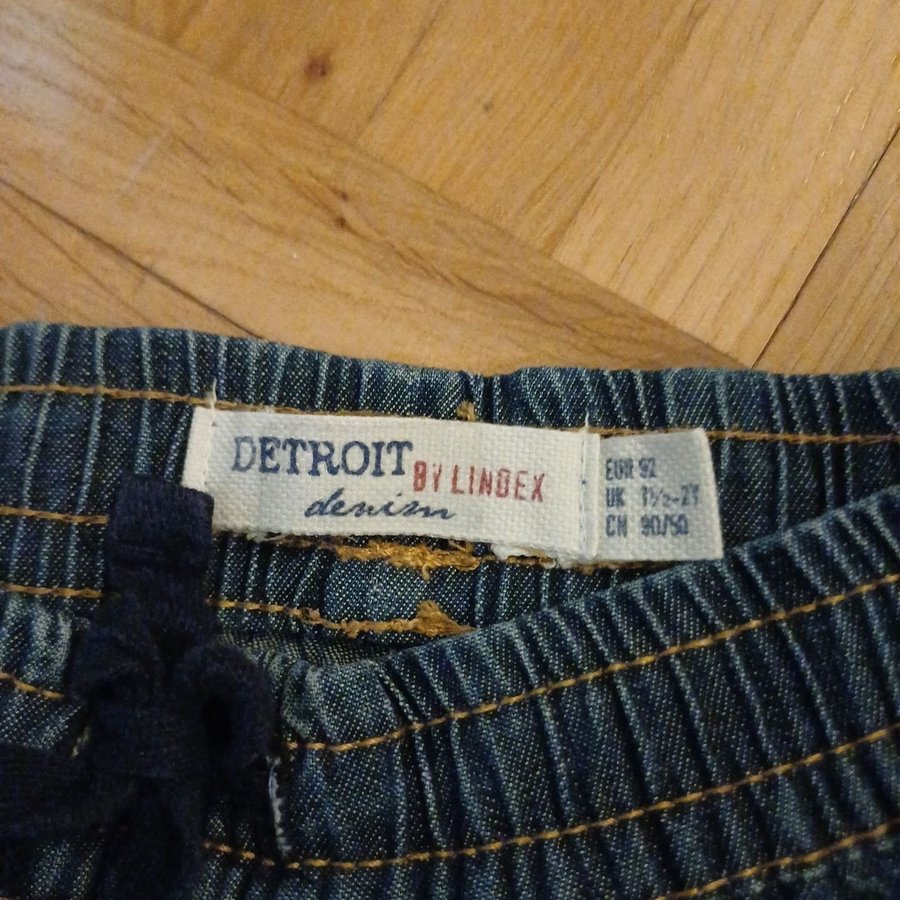 DETROIT
BY LINDEX
denim
EUR 92
UK 1½-2Y
CN 90/50